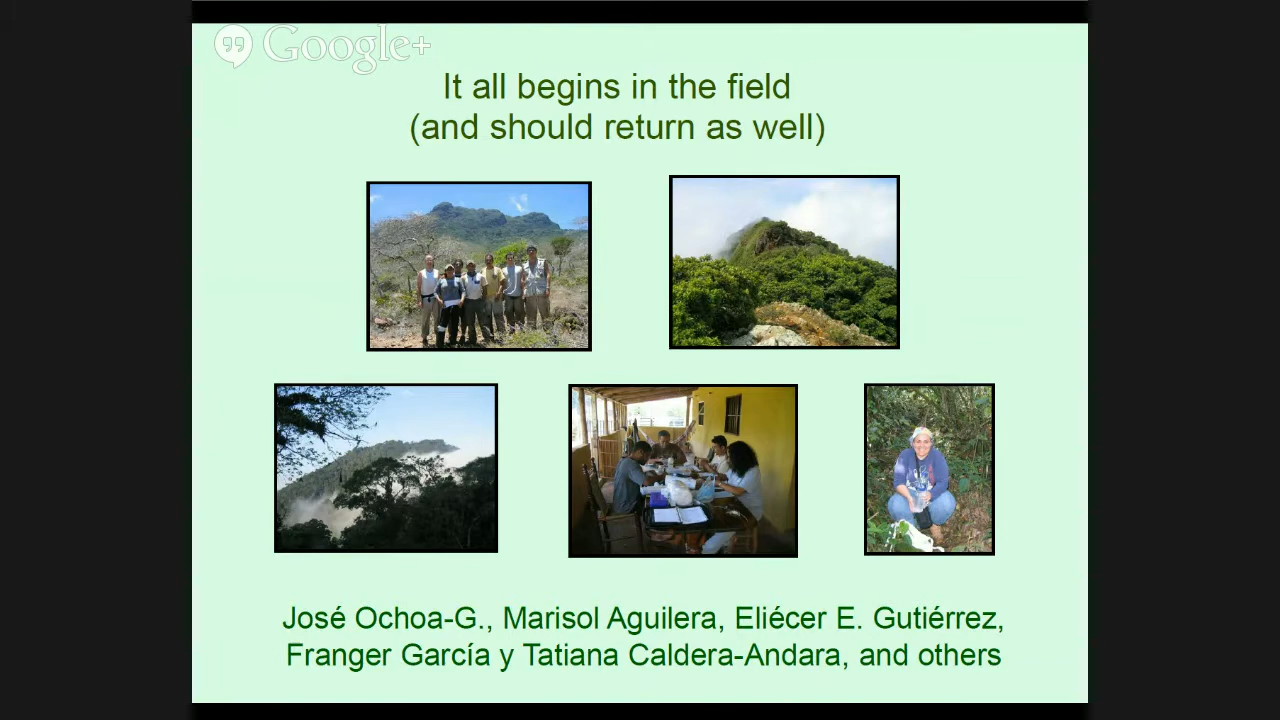 Google+
It all begins in the field
(and should return as well)
José Ochoa-G., Marisol Aguilera, Eliécer E. Gutiérrez,
Franger García y Tatiana Caldera-Andara, and others